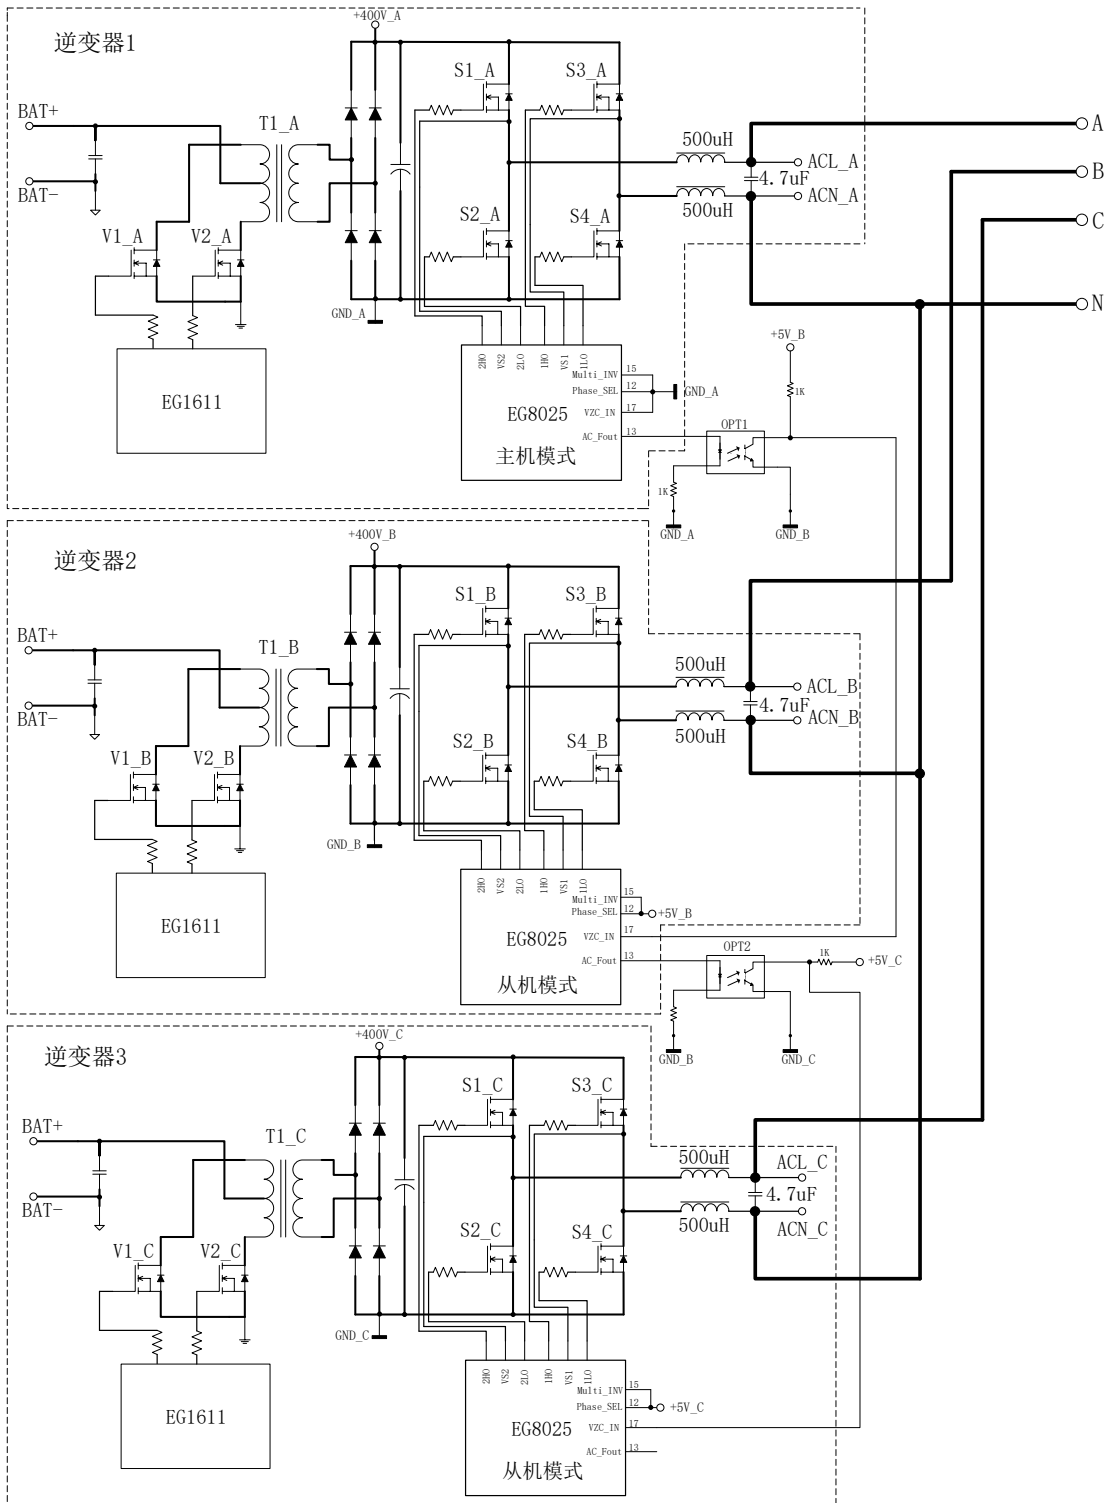 逆变器1
+400V_A
BAT+
BAT-
T1_A
V1_A
V2_A
EG1611
S1_A
S3_A
S2_A
S4_A
GND_A
500uH
500uH
4.7uF
ACL_A
ACN_A
A
B
C
N
2HO
VS2
2LO
1HO
VS1
1LO
Multi_INV 15
Phase_SEL 12
VZC_IN 17
AC_Fout 13
EG8025
主机模式
GND_A
+5V_B
1K
OPT1
1K
GND_A
GND_B
逆变器2
+400V_B
BAT+
BAT-
T1_B
V1_B
V2_B
EG1611
S1_B
S3_B
S2_B
S4_B
GND_B
500uH
500uH
4.7uF
ACL_B
ACN_B
2HO
VS2
2LO
1HO
VS1
1LO
Multi_INV 15
Phase_SEL 12
VZC_IN 17
AC_Fout 13
EG8025
从机模式
+5V_B
OPT2
1K
+5V_C
GND_B
GND_C
逆变器3
+400V_C
BAT+
BAT-
T1_C
V1_C
V2_C
EG1611
S1_C
S3_C
S2_C
S4_C
GND_C
500uH
500uH
4.7uF
ACL_C
ACN_C
2HO
VS2
2LO
1HO
VS1
1LO
Multi_INV 15
Phase_SEL 12
VZC_IN 17
AC_Fout 13
EG8025
从机模式
+5V_C